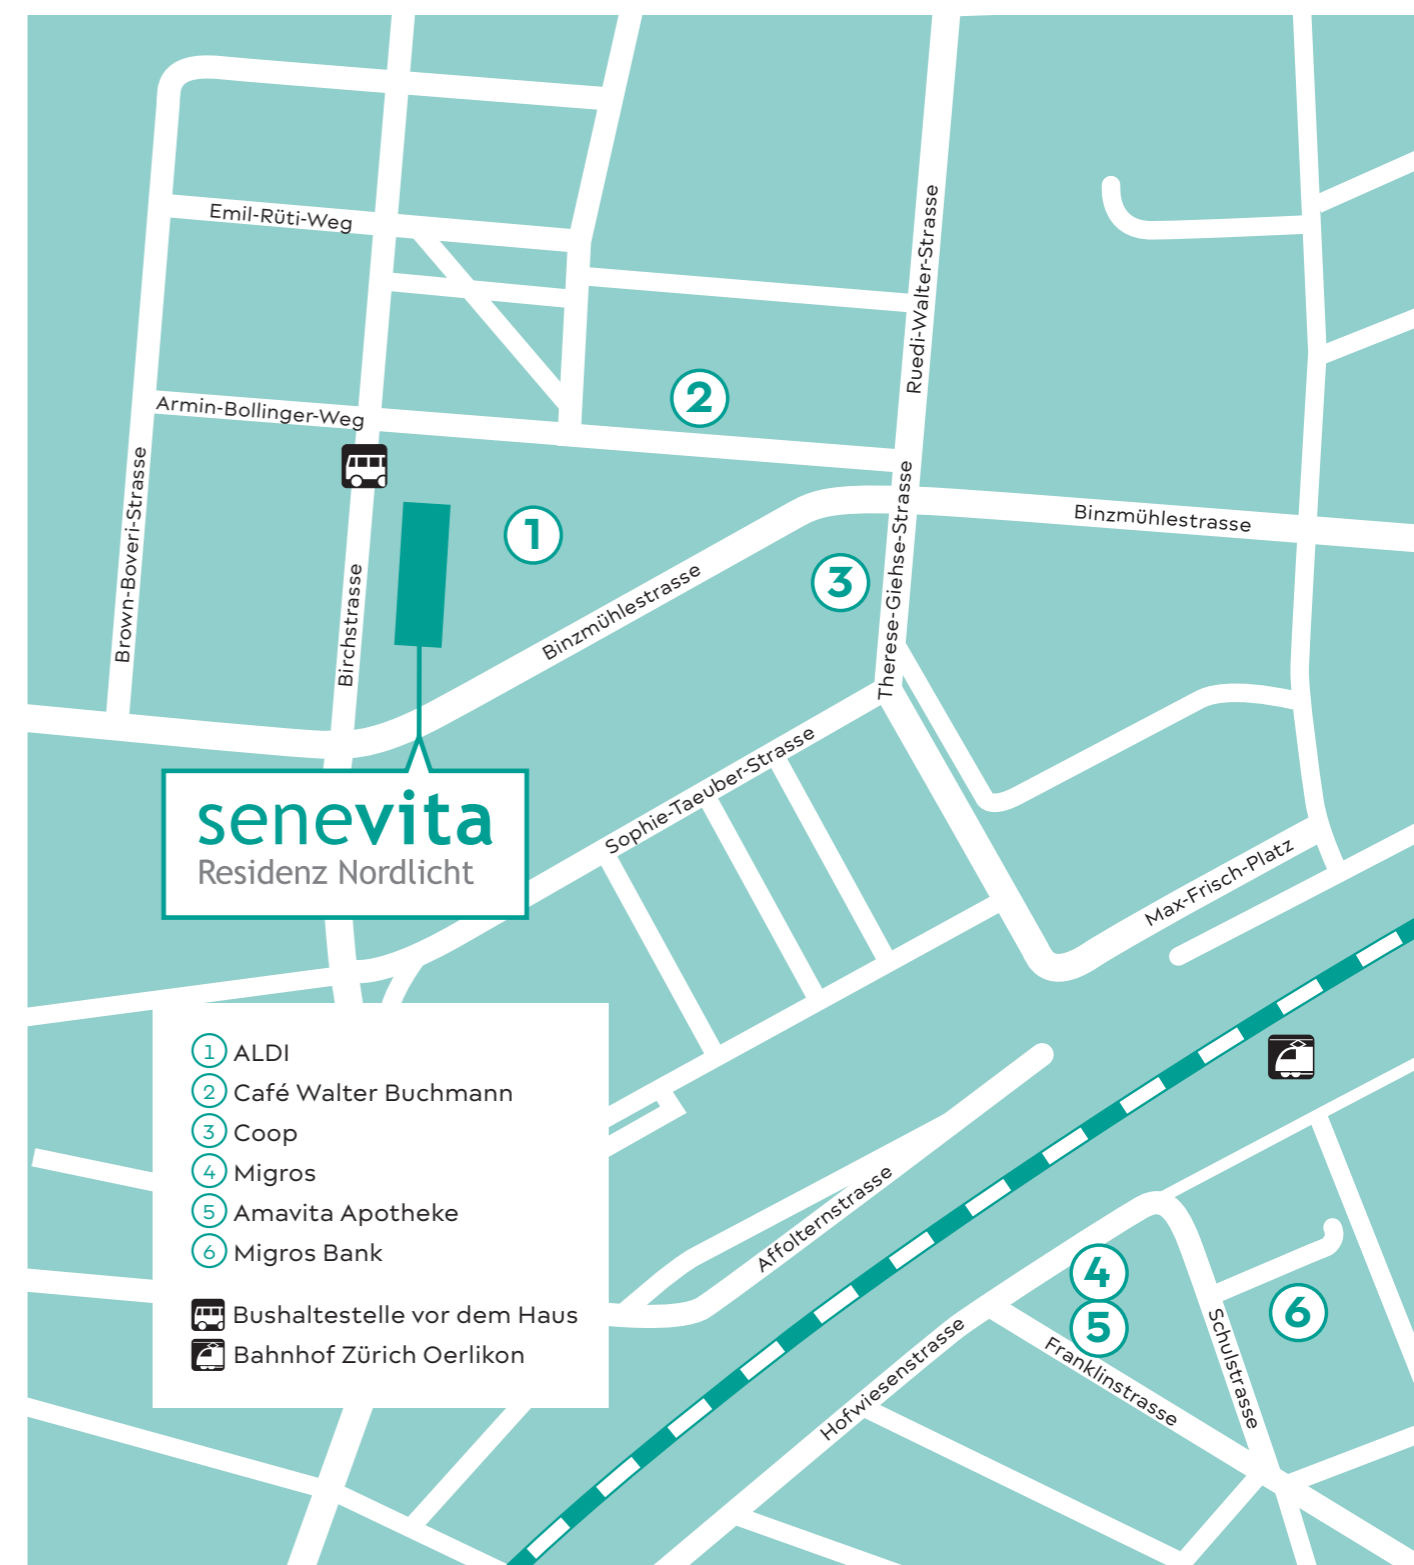 Emil-Rüti-Weg
Ruedi-Walter-Strasse
2
Armin-Bollinger-Weg
Brown-Boveri-Strasse
Therese-Giehse-Strasse
Binzmühlestrasse
1
Birchstrasse
Binzmühlestrasse
3
Sophie-Taeuber-Strasse
senevita
Residenz Nordlicht
Max-Frisch-Platz
1 ALDI
2 Café Walter Buchmann
3 Coop
4 Migros
5 Amavita Apotheke
6 Migros Bank
Bushaltestelle vor dem Haus
Bahnhof Zürich Oerlikon
Affolternstrasse
4
5
6
Hofwiesenstrasse
Franklinstrasse
Schulstrasse